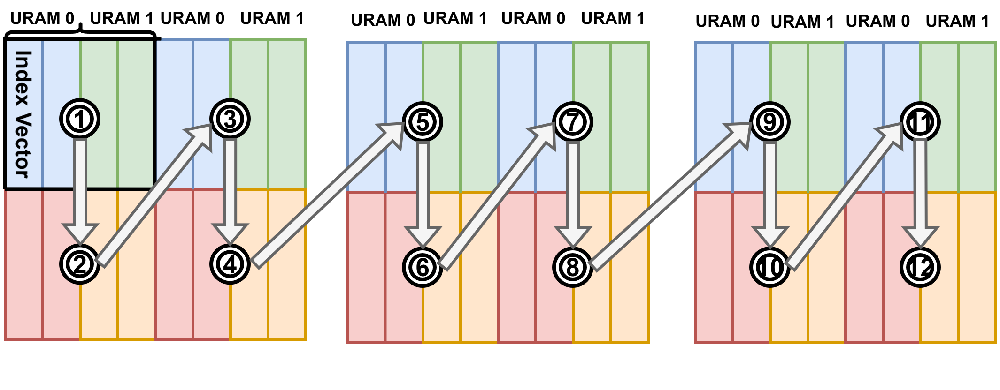 URAM 0 URAM 1 URAM 0 URAM 1 URAM 0 URAM 1 URAM 0 URAM 1 URAM 0 URAM 1 URAM 0 URAM 1
Index Vector
1 3 5 7 9 11
2 4 6 8 10 12